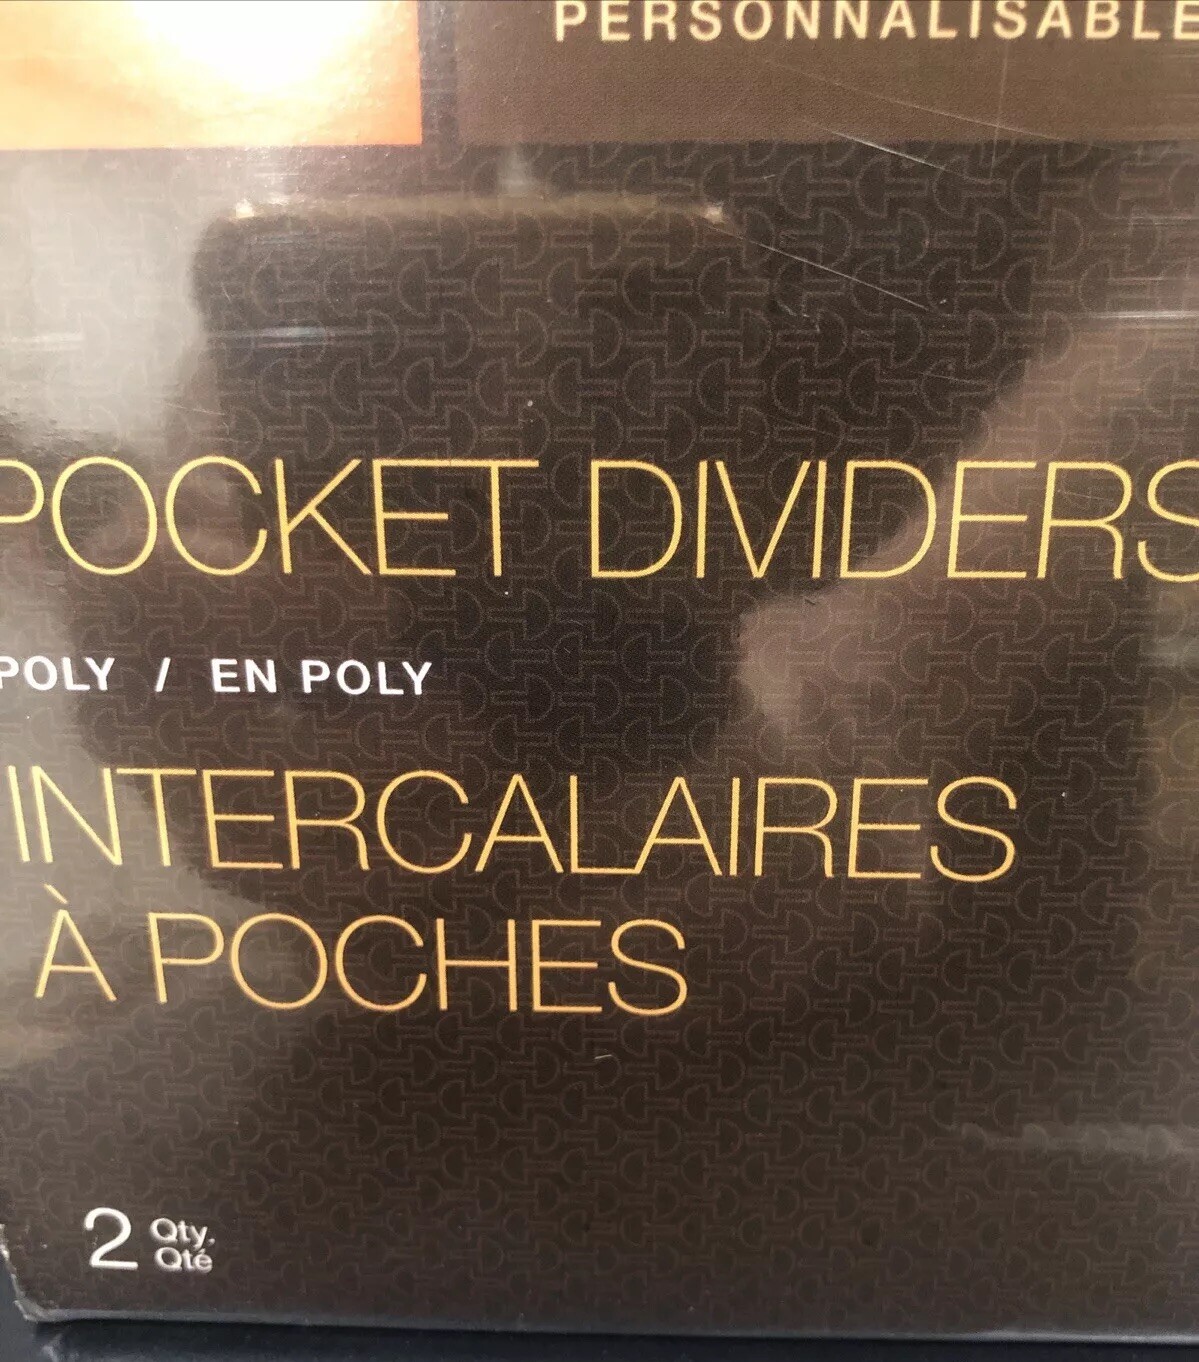 PERSONNALISABLE
POCKET DIVIDERS
POLY / EN POLY
INTERCALAIRES
À POCHES
2 Qty.
Qté